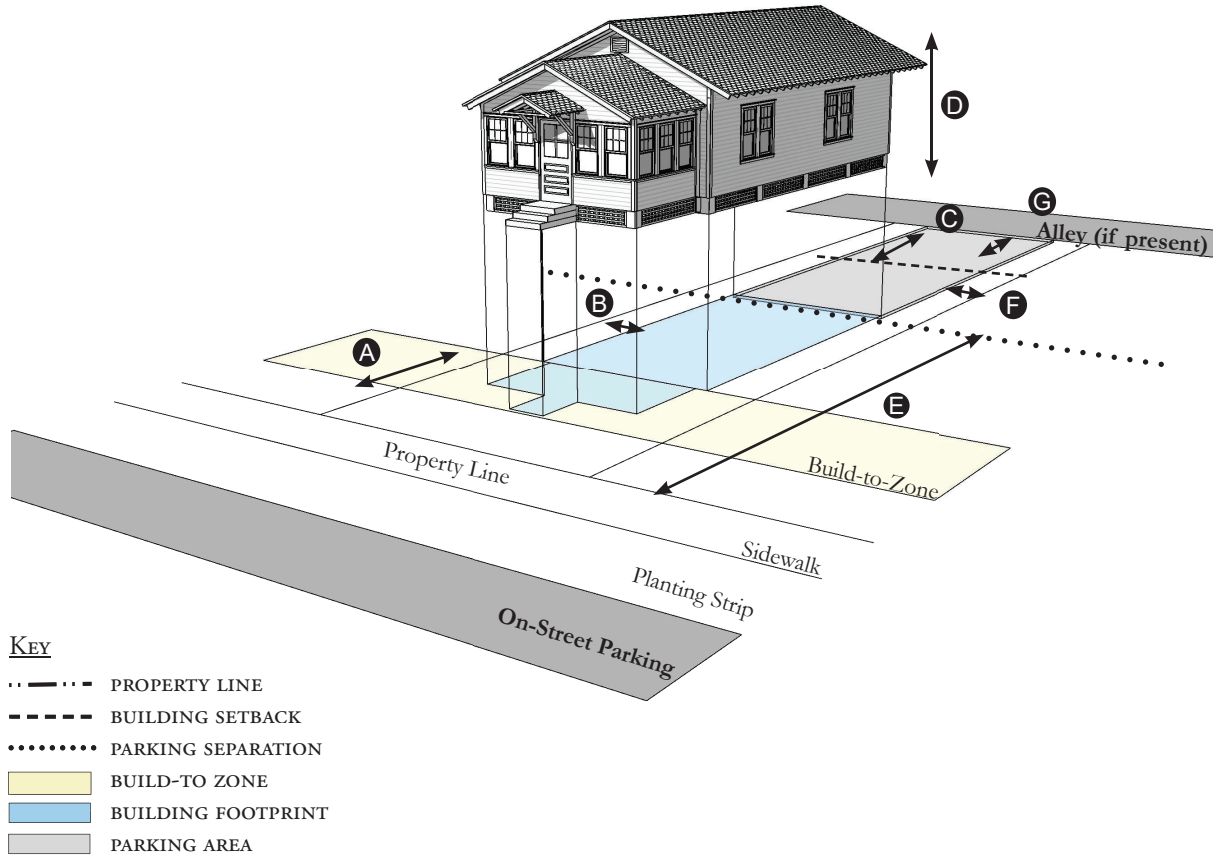 D
G
C
Alley (if present)
B
F
A
E
Property Line
Build-to-Zone
Sidewalk
Planting Strip
On-Street Parking
KEY
PROPERTY LINE
BUILDING SETBACK
PARKING SEPARATION
BUILD-TO ZONE
BUILDING FOOTPRINT
PARKING AREA